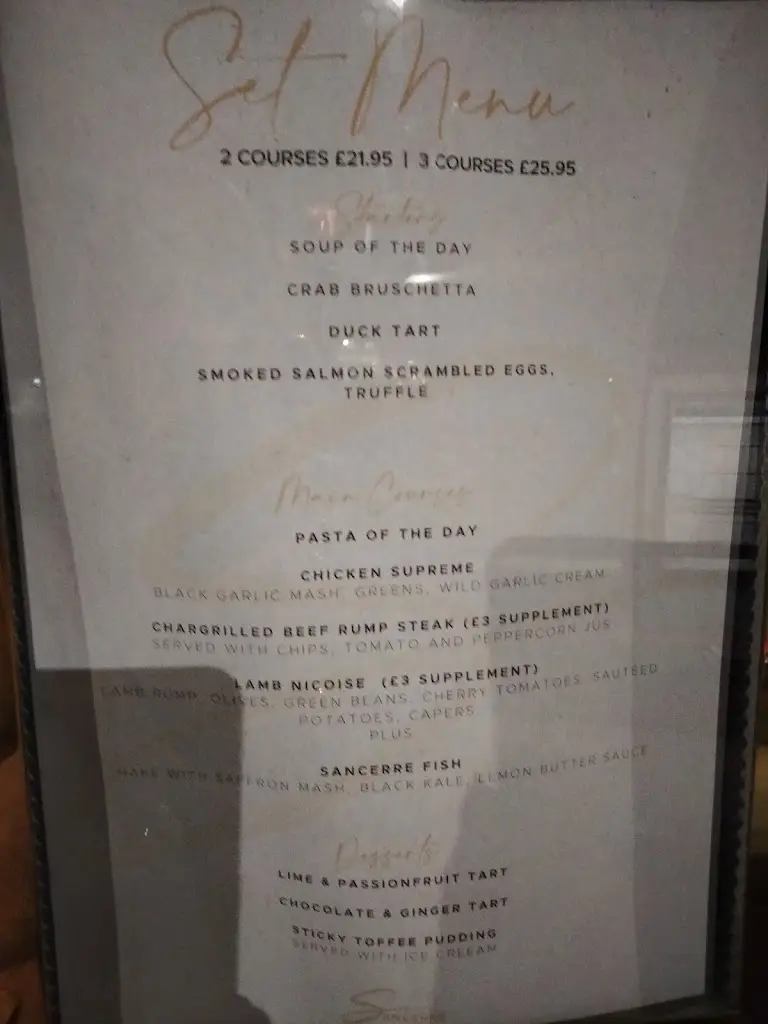 Set Menu
2 COURSES £21.95 | 3 COURSES £25.95
Starting
SOUP OF THE DAY
CRAB BRUSCHETTA
DUCK TART
SMOKED SALMON SCRAMBLED EGGS,
TRUFFLE
Main Courses
PASTA OF THE DAY
CHICKEN SUPREME
BLACK GARLIC MASH, GREENS, WILD GARLIC CREAM
CHARGRILLED BEEF RUMP STEAK (£3 SUPPLEMENT)
SERVED WITH CHIPS, TOMATO AND PEPPERCORN JUS
LAMB NICOISE (£3 SUPPLEMENT)
LAMB RUMP, OLIVES, GREEN BEANS, CHERRY TOMATOES, SAUTÉED
POTATOES, CAPERS
PLUS
SANCERRE FISH
HAKE WITH SAFFRON MASH, BLACK KALE, LEMON BUTTER SAUCE
Desserts
LIME & PASSIONFRUIT TART
CHOCOLATE & GINGER TART
STICKY TOFFEE PUDDING
SERVED WITH ICE CREEAM
SANCERRE